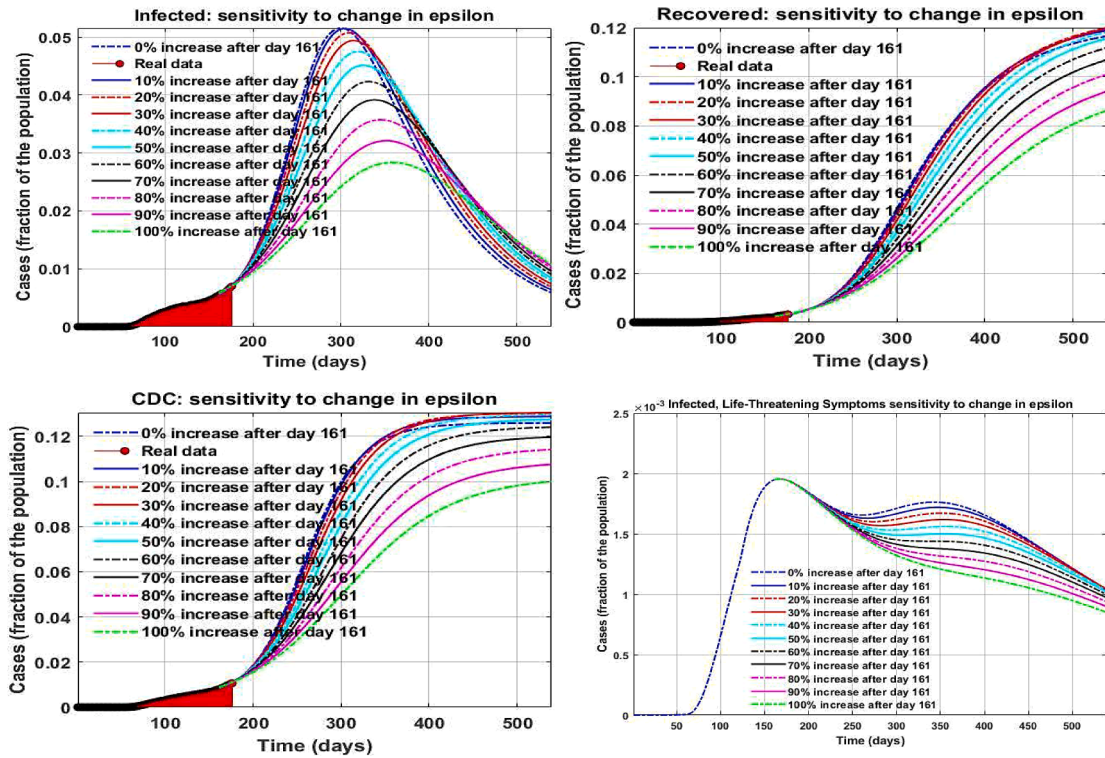 Infected: sensitivity to change in epsilon
Cases (fraction of the population)
0.05
0.04
0.03
0.02
0.01
0
0% increase after day 161
Real data
10% increase after day 161
20% increase after day 161
30% increase after day 161
40% increase after day 161
50% increase after day 161
60% increase after day 161
70% increase after day 161
80% increase after day 161
90% increase after day 161
100% increase after day 161
100 200 300 400 500
Time (days)
Recovered: sensitivity to change in epsilon
Cases (fraction of the population)
0.12
0.1
0.08
0.06
0.04
0.02
0
0% increase after day 161
Real data
10% increase after day 161
20% increase after day 161
30% increase after day 161
40% increase after day 161
50% increase after day 161
60% increase after day 161
70% increase after day 161
80% increase after day 161
90% increase after day 161
100% increase after day 161
100 200 300 400 500
Time (days)
CDC: sensitivity to change in epsilon
Cases (fraction of the population)
0.12
0.1
0.08
0.06
0.04
0.02
0
0% increase after day 161
Real data
10% increase after day 161
20% increase after day 161
30% increase after day 161
40% increase after day 161
50% increase after day 161
60% increase after day 161
70% increase after day 161
80% increase after day 161
90% increase after day 161
100% increase after day 161
100 200 300 400 500
Time (days)
×10⁻³ Infected, Life-Threatening Symptoms sensitivity to change in epsilon
Cases (fraction of the population)
2.5
2
1.5
1
0.5
0
0% increase after day 161
10% increase after day 161
20% increase after day 161
30% increase after day 161
40% increase after day 161
50% increase after day 161
60% increase after day 161
70% increase after day 161
80% increase after day 161
90% increase after day 161
100% increase after day 161
50 100 150 200 250 300 350 400 450 500
Time (days)